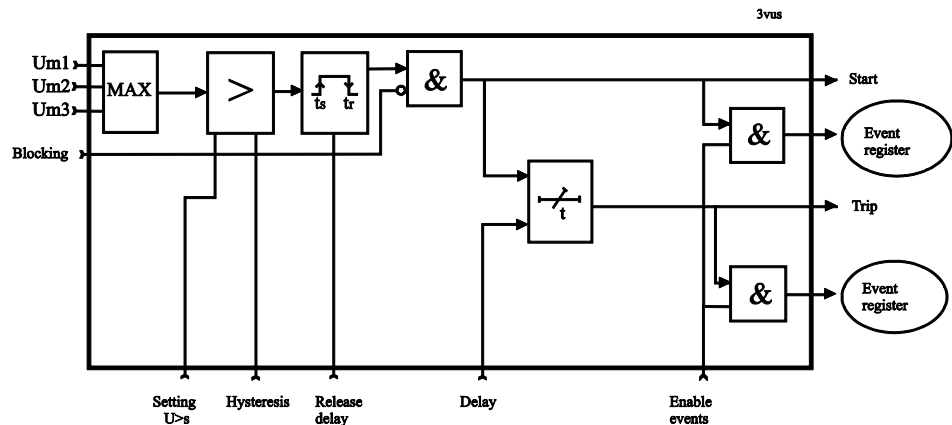 3vus
Um1
Um2
Um3
MAX
>
ts tr
&
Start
&
Event
register
Blocking
t
Trip
&
Event
register
Setting
U>s
Hysteresis
Release
delay
Delay
Enable
events